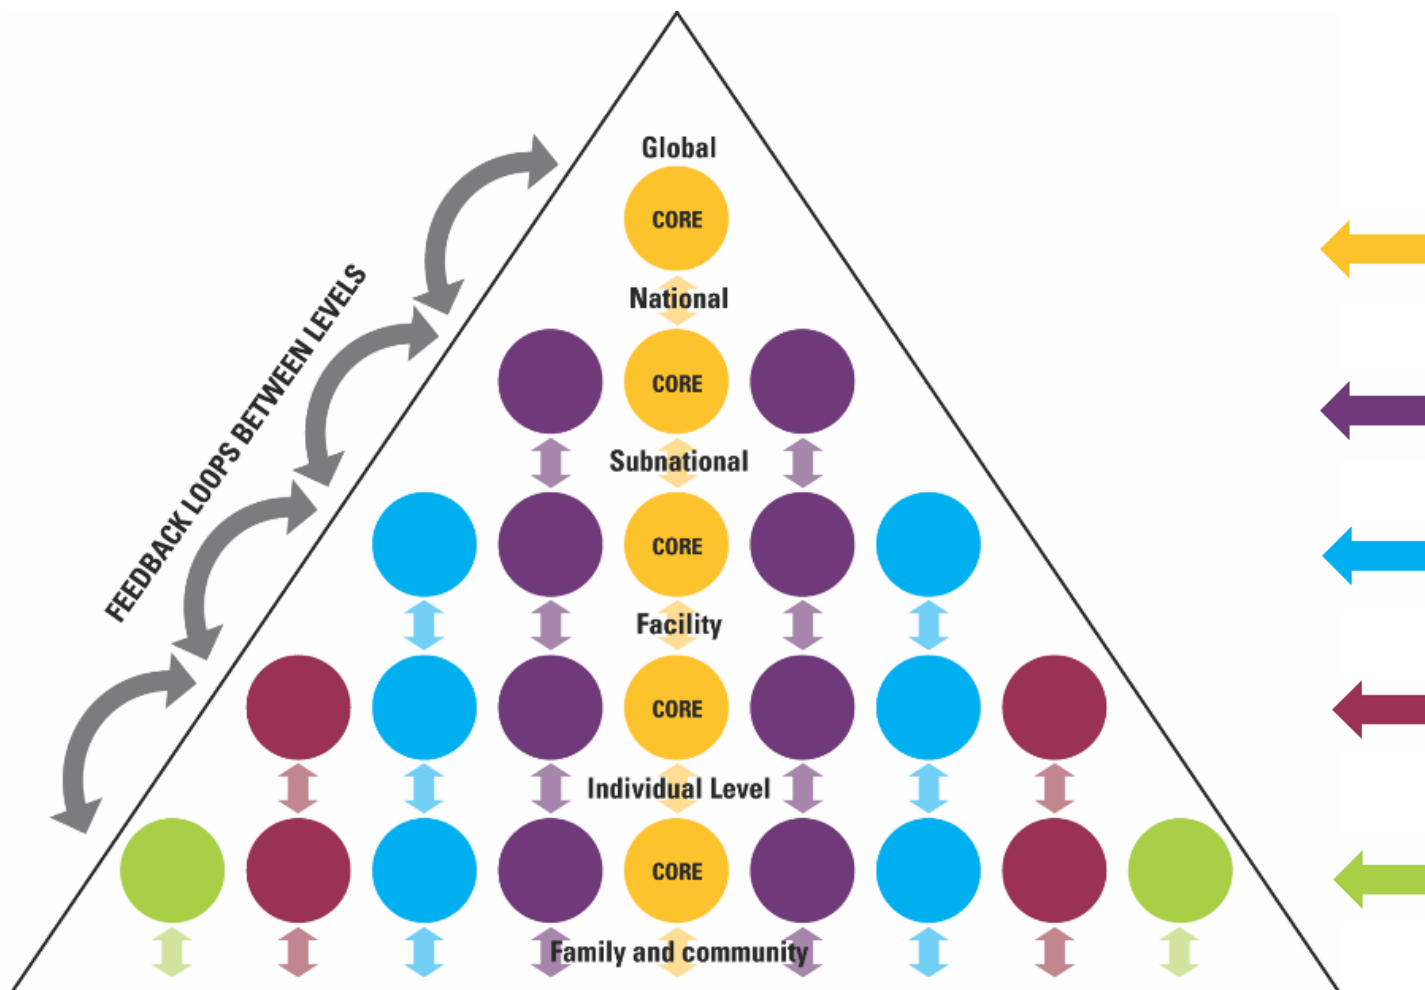 Global
CORE
National
CORE
Subnational
CORE
Facility
CORE
Individual Level
CORE
Family and community
FEEDBACK LOOPS BETWEEN LEVELS